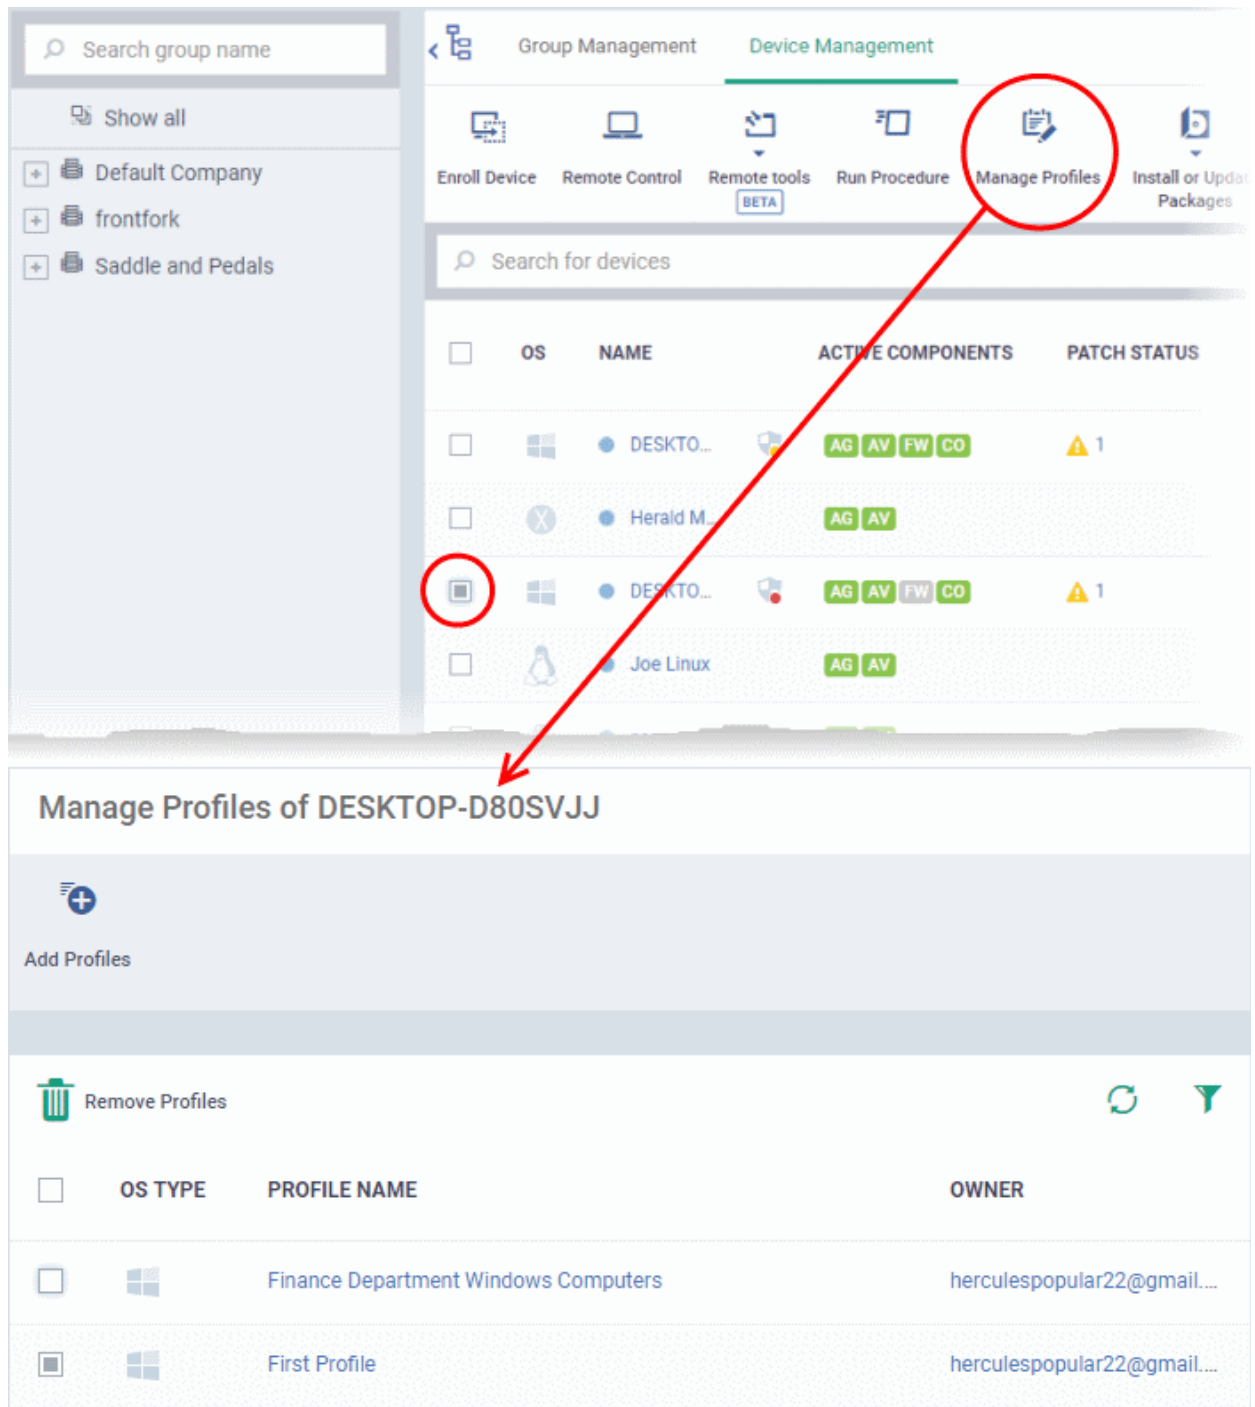 Search group name
Show all
Default Company
frontfork
Saddle and Pedals
Group Management Device Management
Enroll Device Remote Control Remote tools Run Procedure Manage Profiles Install or Updat
BETA Packages
Search for devices
OS NAME ACTIVE COMPONENTS PATCH STATUS
DESKTO... AG AV FW CO 1
Herald M... AG AV
DESKTO... AG AV FW CO 1
Joe Linux AG AV
Manage Profiles of DESKTOP-D80SVJJ
Add Profiles
Remove Profiles
OS TYPE PROFILE NAME OWNER
Finance Department Windows Computers herculespopular22@gmail....
First Profile herculespopular22@gmail....